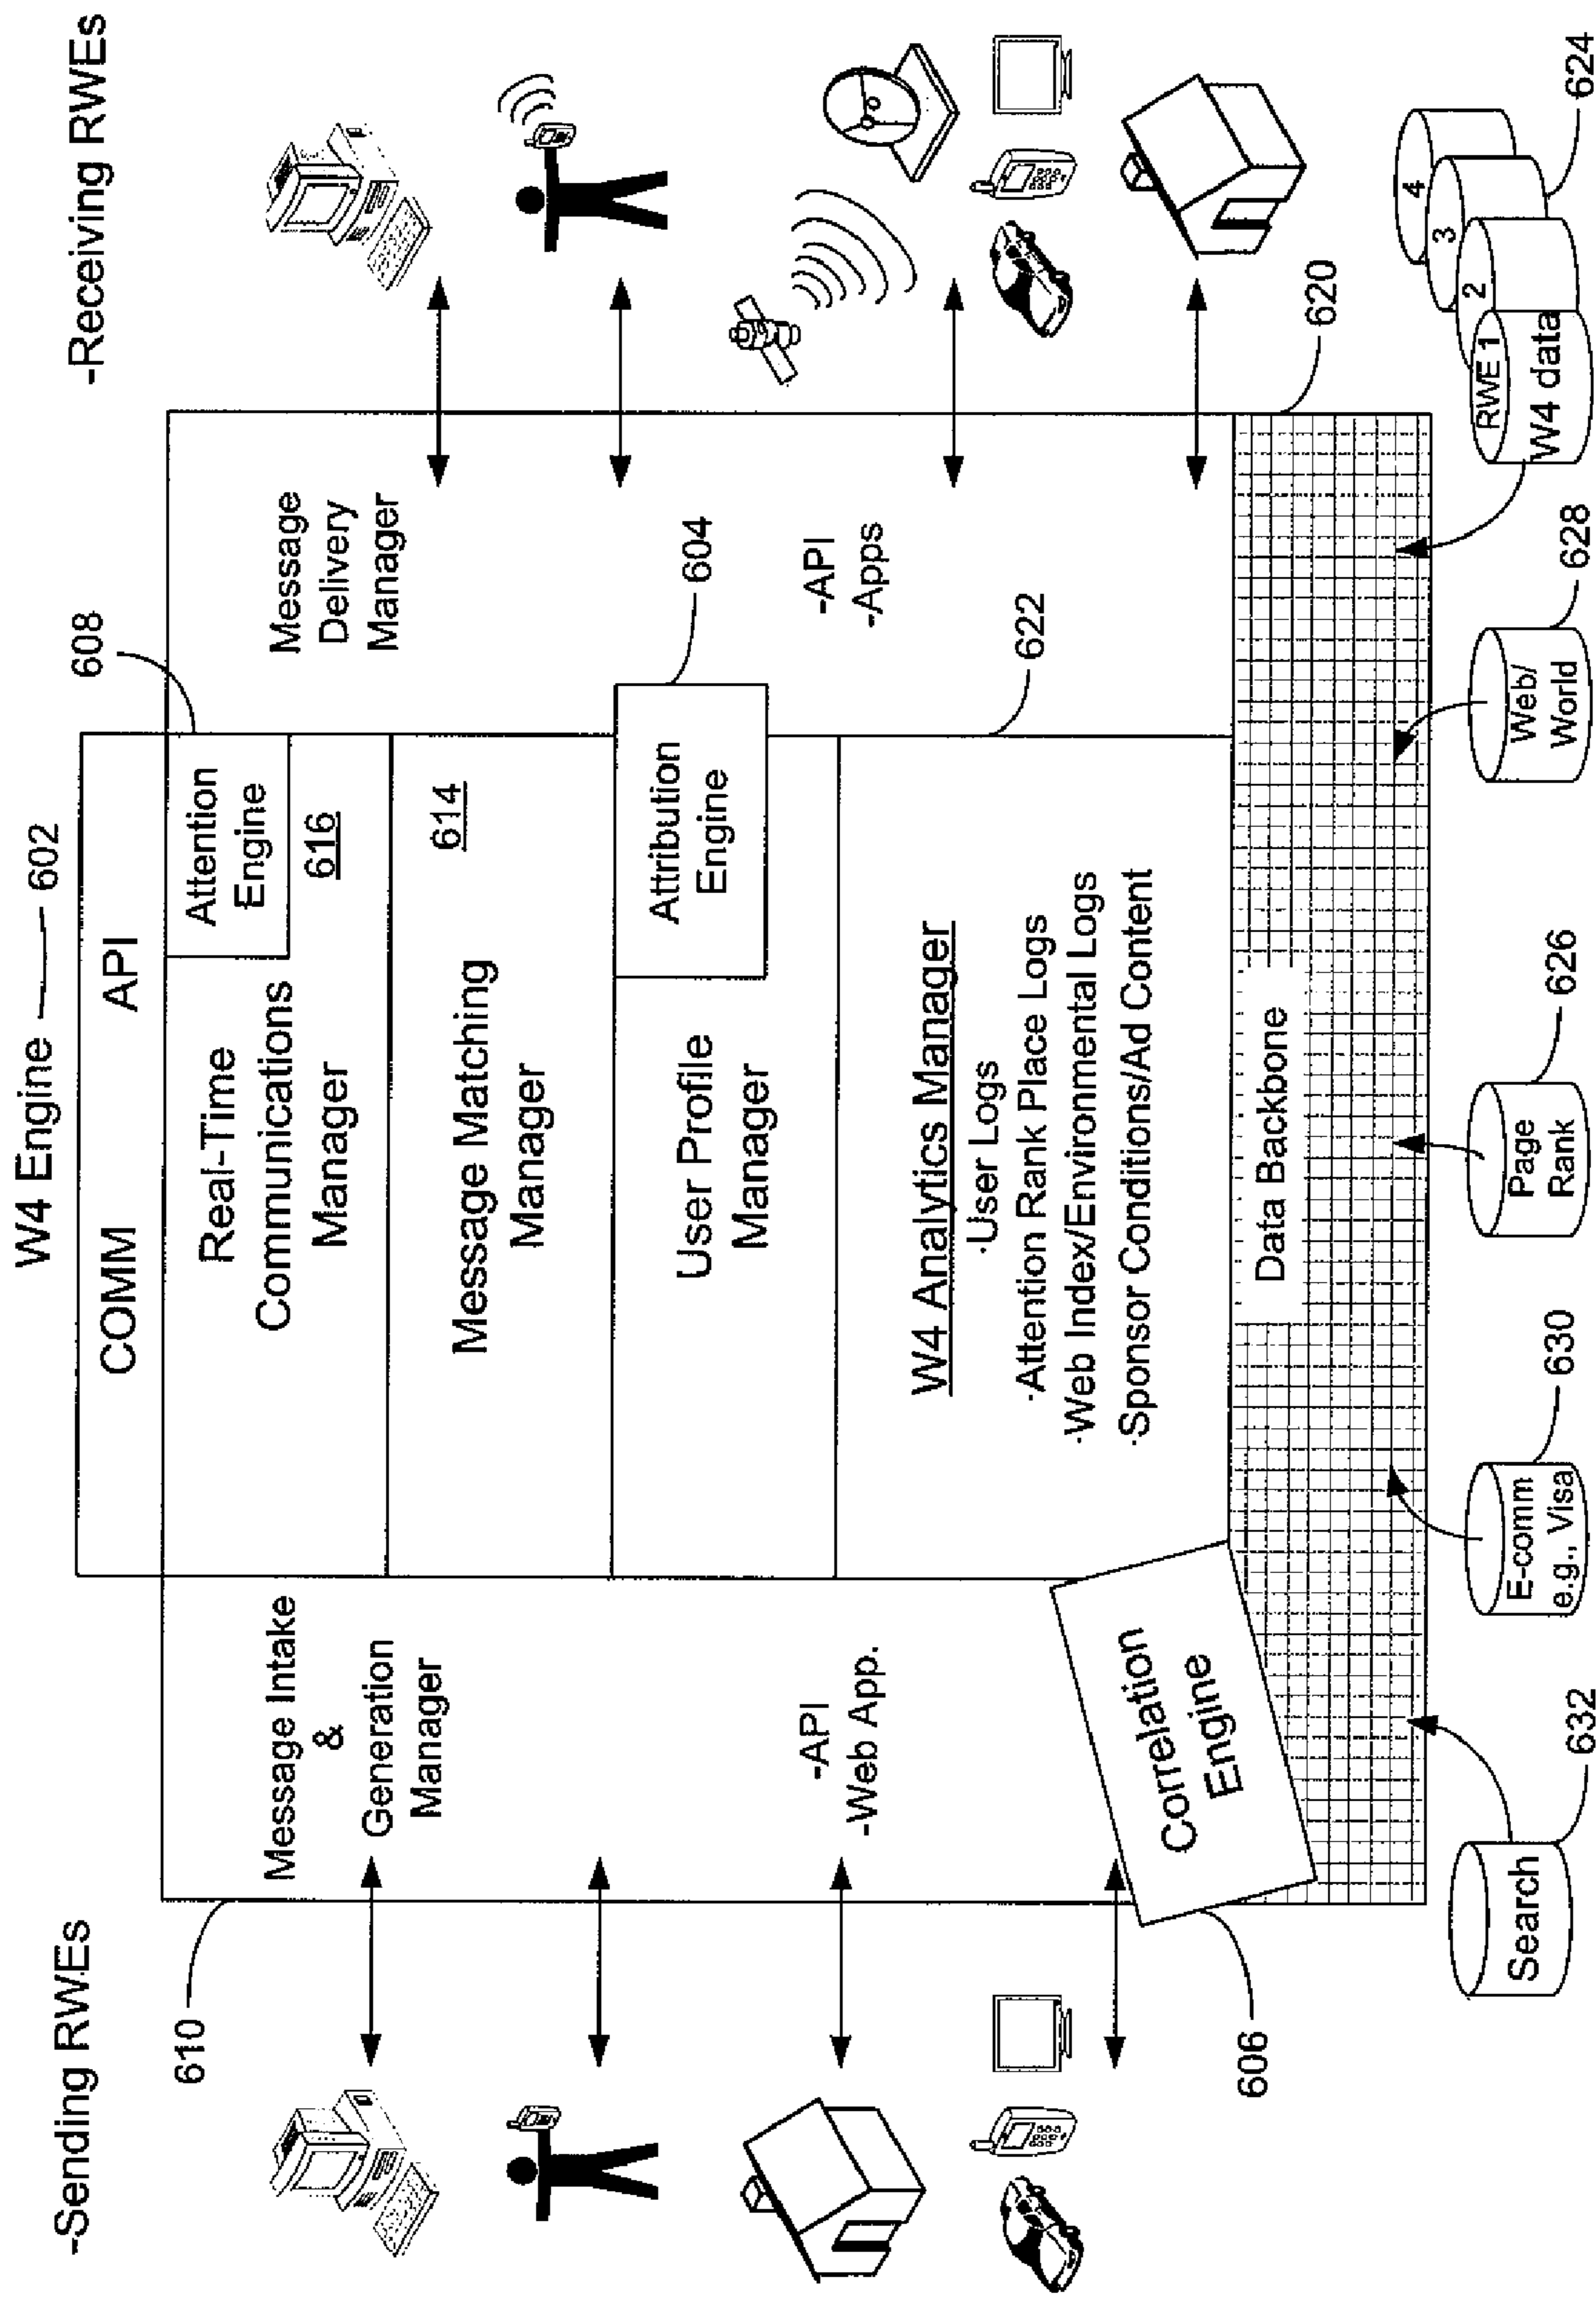 W4 Engine
602
-Sending RWEs
-Receiving RWEs
608
610
COMM API
Attention
Engine
Real-Time
Communications
Manager
616
Message Intake
&
Generation
Manager
Message
Delivery
Manager
Message Matching
Manager
614
User Profile
Manager
Attribution
Engine
604
-API
-Web App.
-API
-Apps
W4 Analytics Manager
·User Logs
·Attention Rank Place Logs
·Web Index/Environmental Logs
·Sponsor Conditions/Ad Content
622
Correlation
Engine
606
Data Backbone
620
Search
632
E-comm
e.g., Visa
630
Page
Rank
626
Web/
World
628
RWE 1
W4 data
2
3
4
624